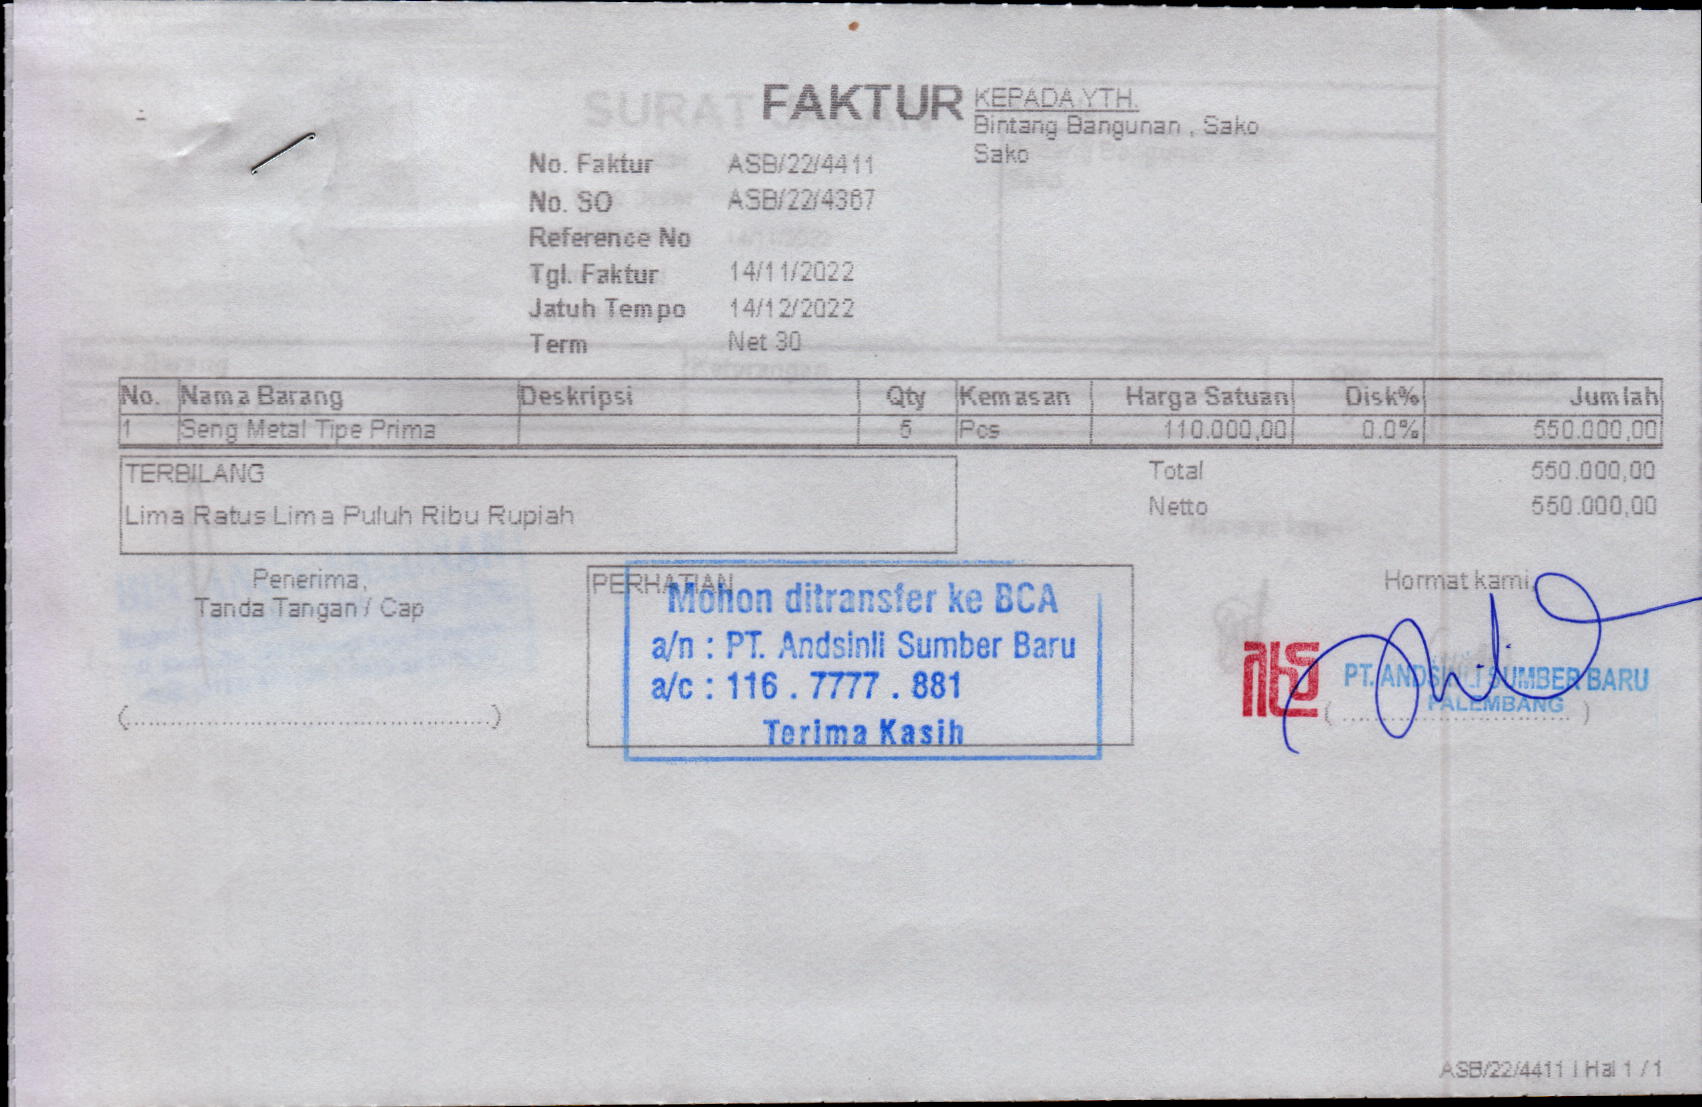 FAKTUR
KEPADA YTH.
Bintang Bangunan , Sako
Sako
No. Faktur ASB/22/4411
No. SO ASB/22/4367
Reference No
Tgl. Faktur 14/11/2022
Jatuh Tempo 14/12/2022
Term Net 30
No. Nama Barang Deskripsi Qty Kemasan Harga Satuan Disk% Jumlah
1 Seng Metal Tipe Prima 5 Pcs 110.000,00 0.0% 550.000,00
TERBILANG
Lima Ratus Lima Puluh Ribu Rupiah
Total 550.000,00
Netto 550.000,00
Penerima,
Tanda Tangan / Cap
(..............................................)
PERHATIAN
Mohon ditransfer ke BCA
a/n : PT. Andsinli Sumber Baru
a/c : 116 . 7777 . 881
Terima Kasih
Hormat kami,
PT. ANDSINLI SUMBER BARU
PALEMBANG
( .............................. )
ASB/22/4411 | Hal 1 / 1